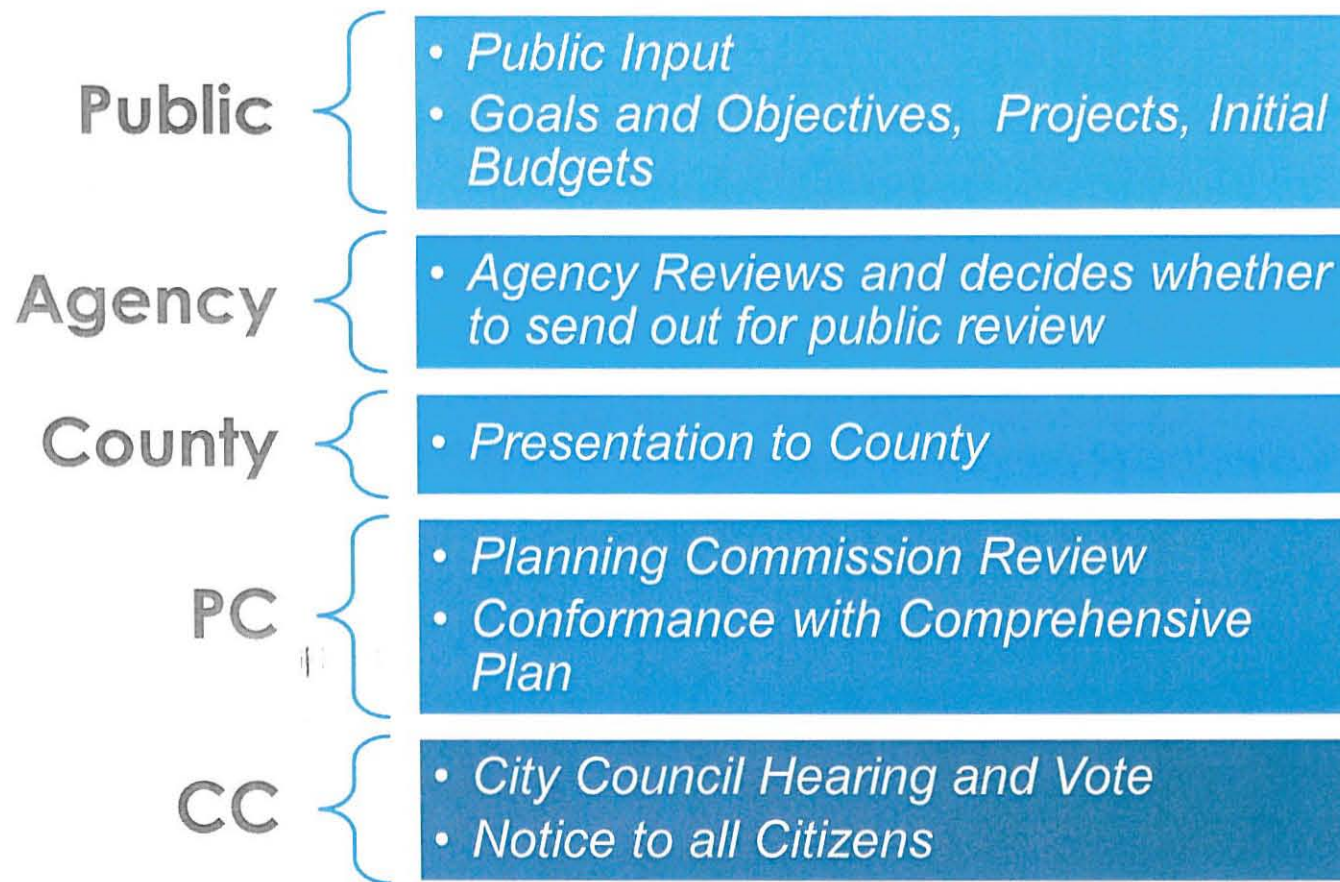 Public
• Public Input
• Goals and Objectives, Projects, Initial
Budgets
Agency
• Agency Reviews and decides whether
to send out for public review
County
• Presentation to County
PC
• Planning Commission Review
• Conformance with Comprehensive
Plan
CC
• City Council Hearing and Vote
• Notice to all Citizens